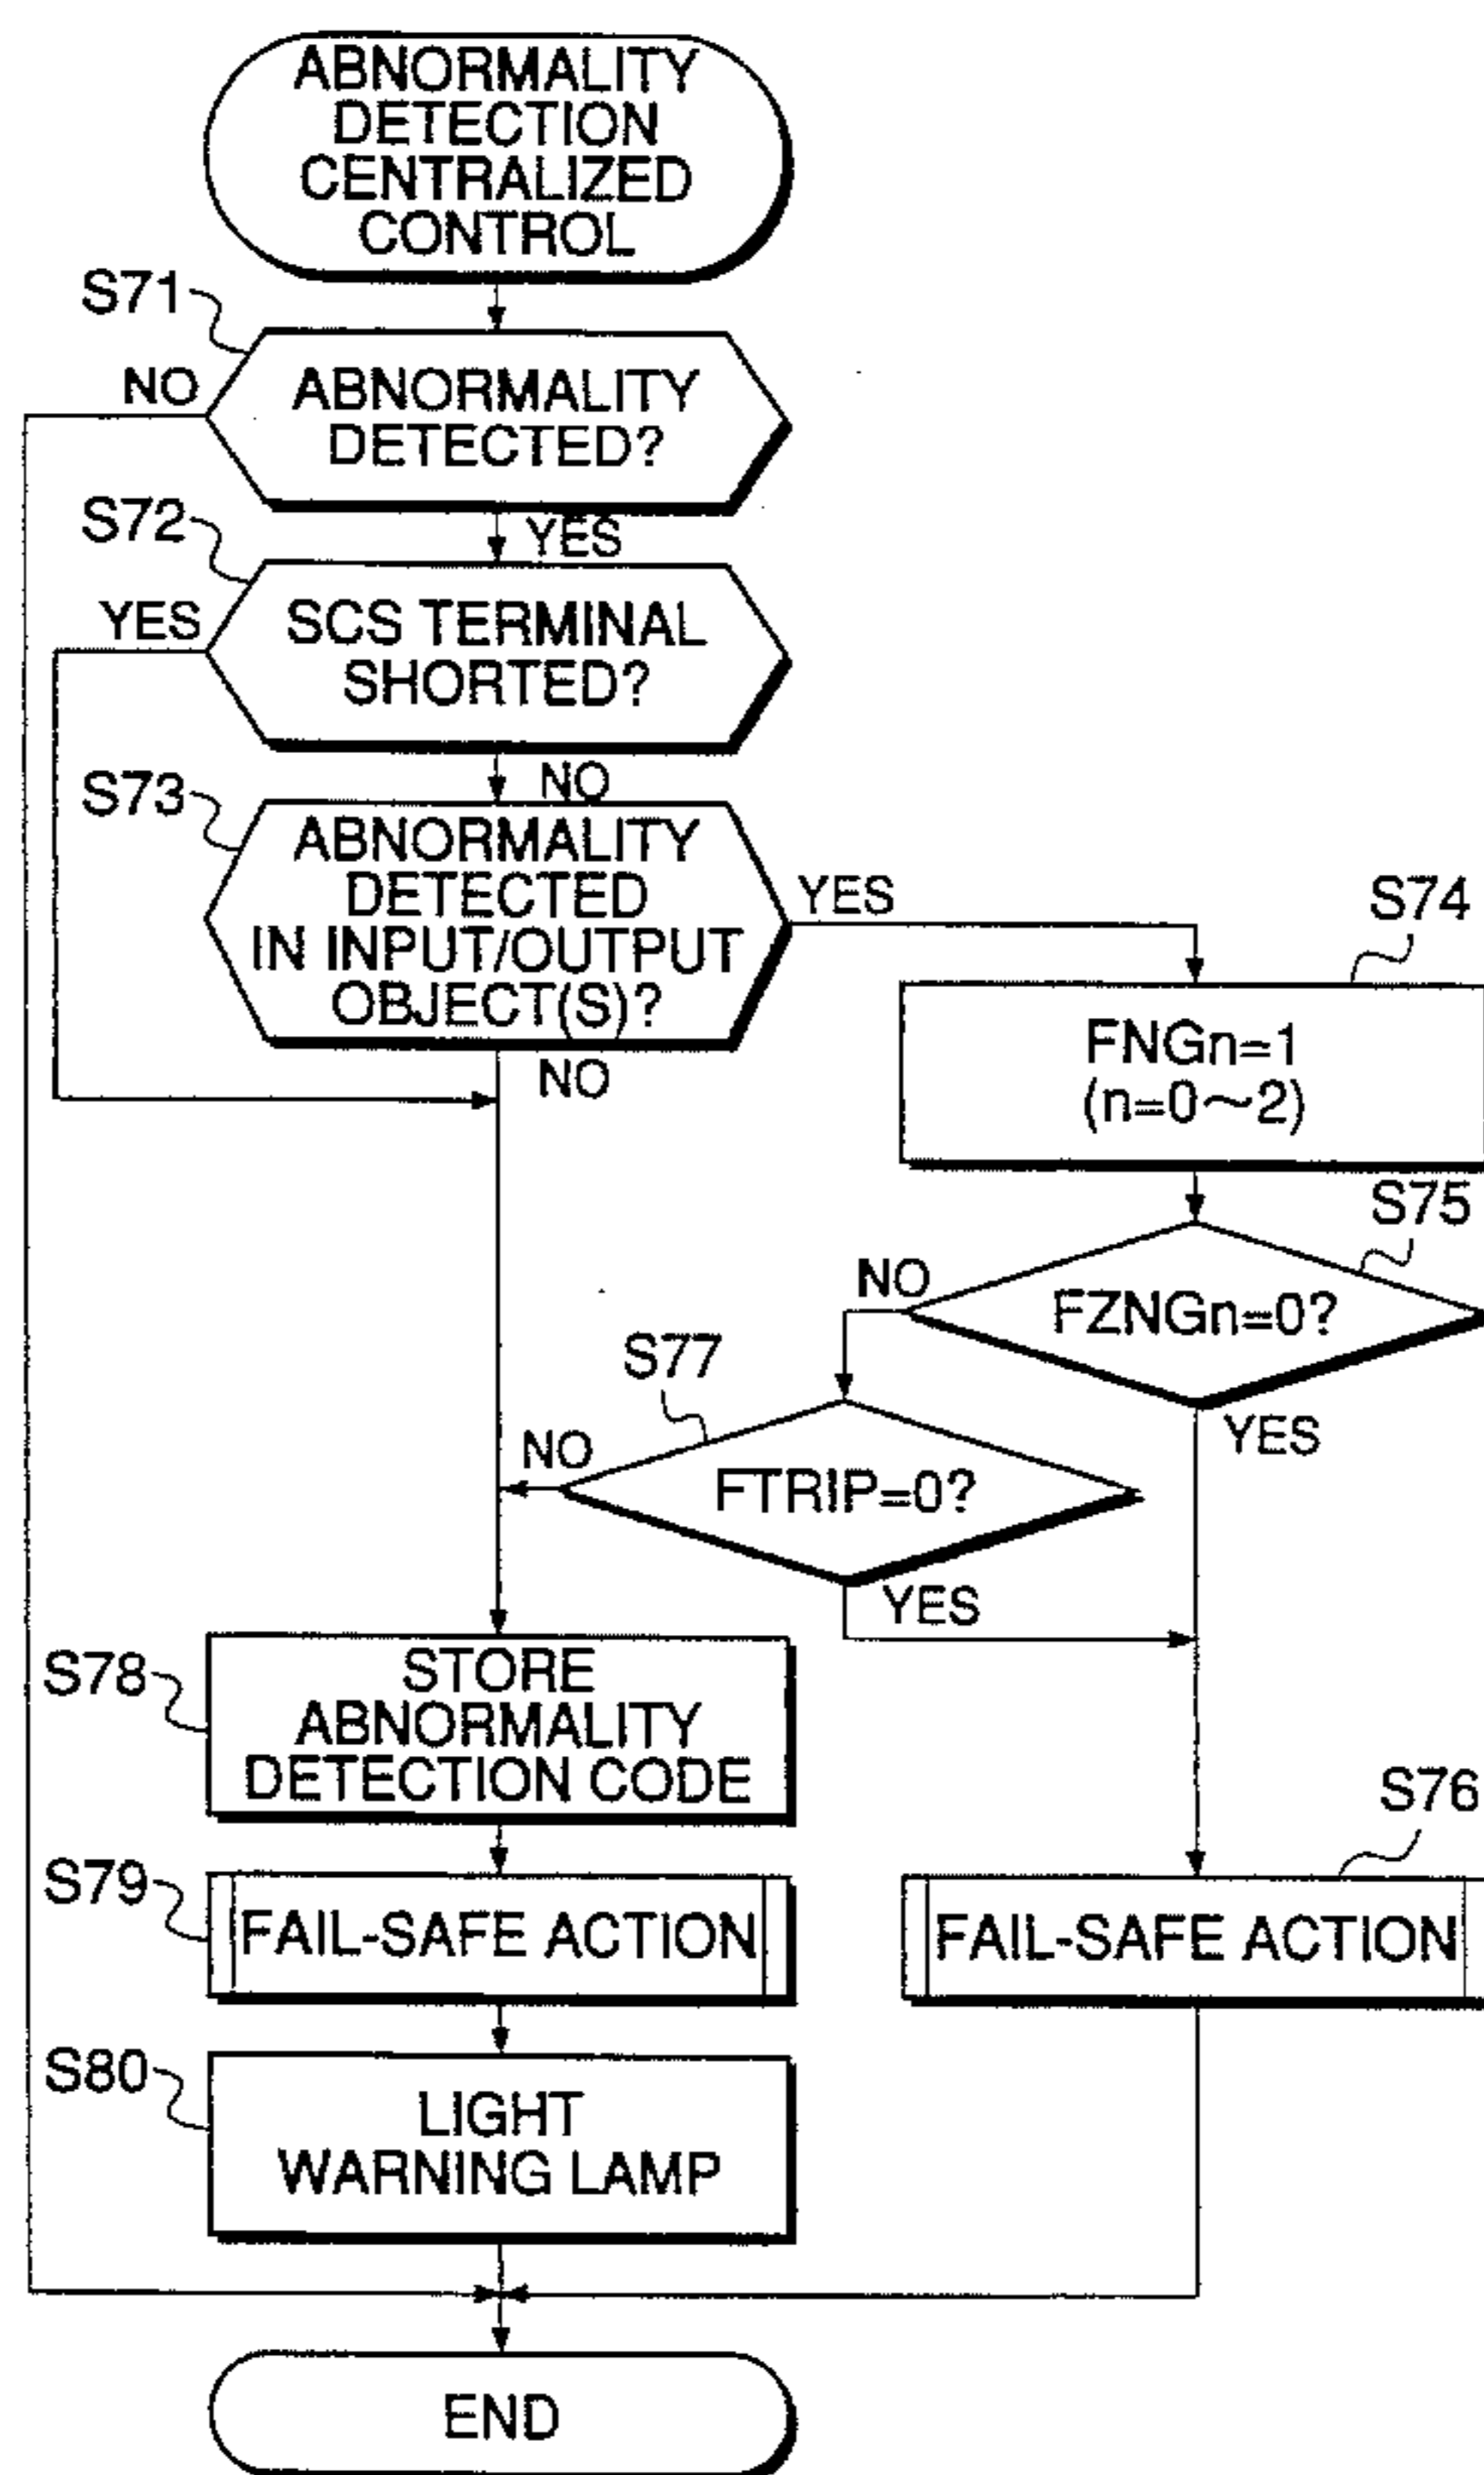 ABNORMALITY
DETECTION
CENTRALIZED
CONTROL
S71
NO
ABNORMALITY
DETECTED?
YES
S72
YES
SCS TERMINAL
SHORTED?
NO
S73
ABNORMALITY
DETECTED
IN INPUT/OUTPUT
OBJECT(S)?
YES
NO
S74
FNGn=1
(n=0~2)
S75
NO
FZNGn=0?
YES
S77
NO
FTRIP=0?
YES
S78
STORE
ABNORMALITY
DETECTION CODE
S79
FAIL-SAFE ACTION
S76
FAIL-SAFE ACTION
S80
LIGHT
WARNING LAMP
END